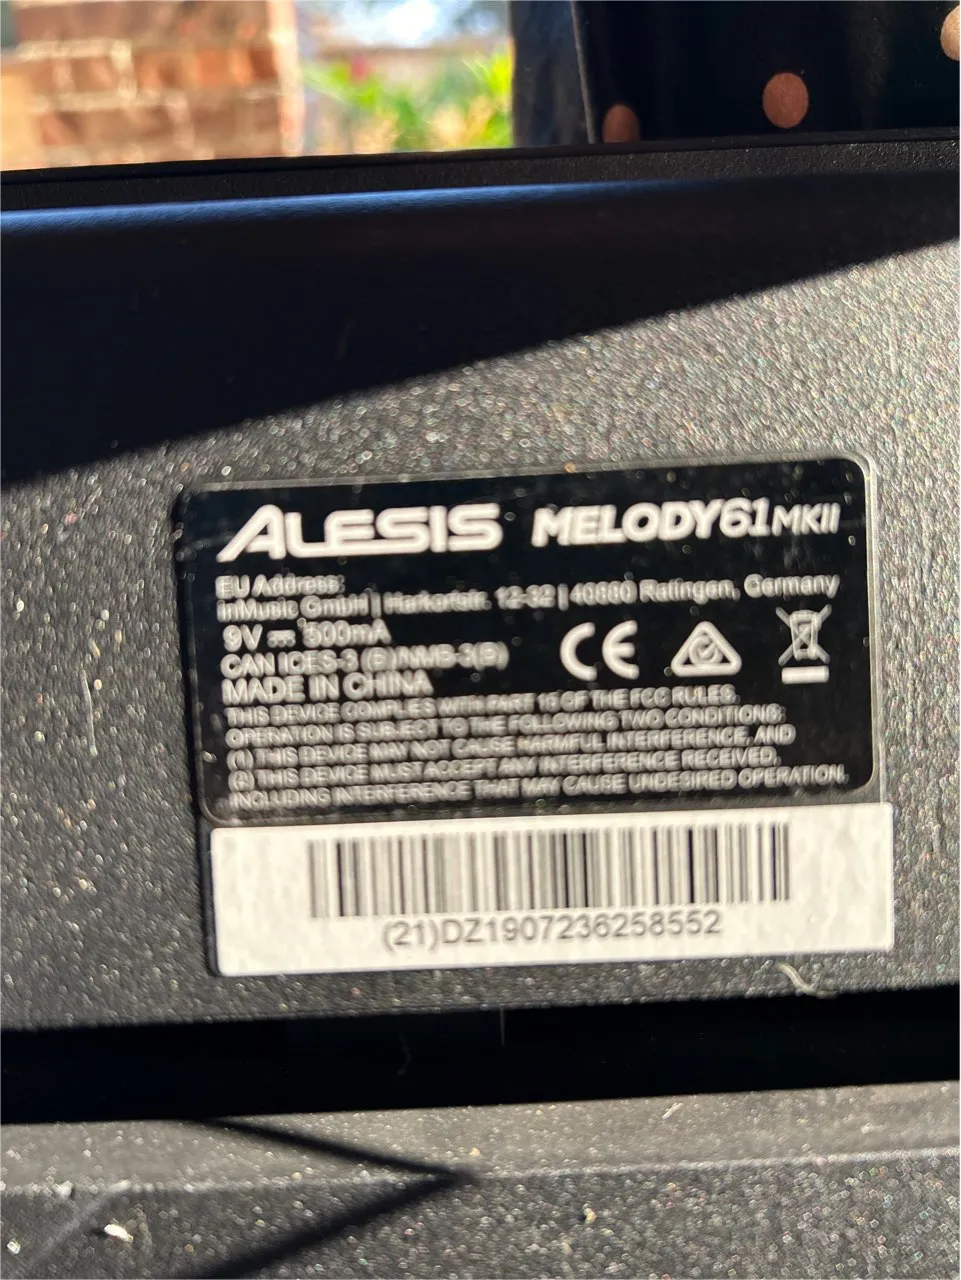 ALESIS MELODY61MKII
EU Address:
inMusic GmbH | Harkortstr. 12-32 | 40880 Ratingen, Germany
9V ⎓ 500mA
CAN ICES-3 (B)/NMB-3(B)
MADE IN CHINA
THIS DEVICE COMPLIES WITH PART 15 OF THE FCC RULES.
OPERATION IS SUBJECT TO THE FOLLOWING TWO CONDITIONS:
(1) THIS DEVICE MAY NOT CAUSE HARMFUL INTERFERENCE, AND
(2) THIS DEVICE MUST ACCEPT ANY INTERFERENCE RECEIVED,
INCLUDING INTERFERENCE THAT MAY CAUSE UNDESIRED OPERATION.
CE
(21)DZ1907236258552